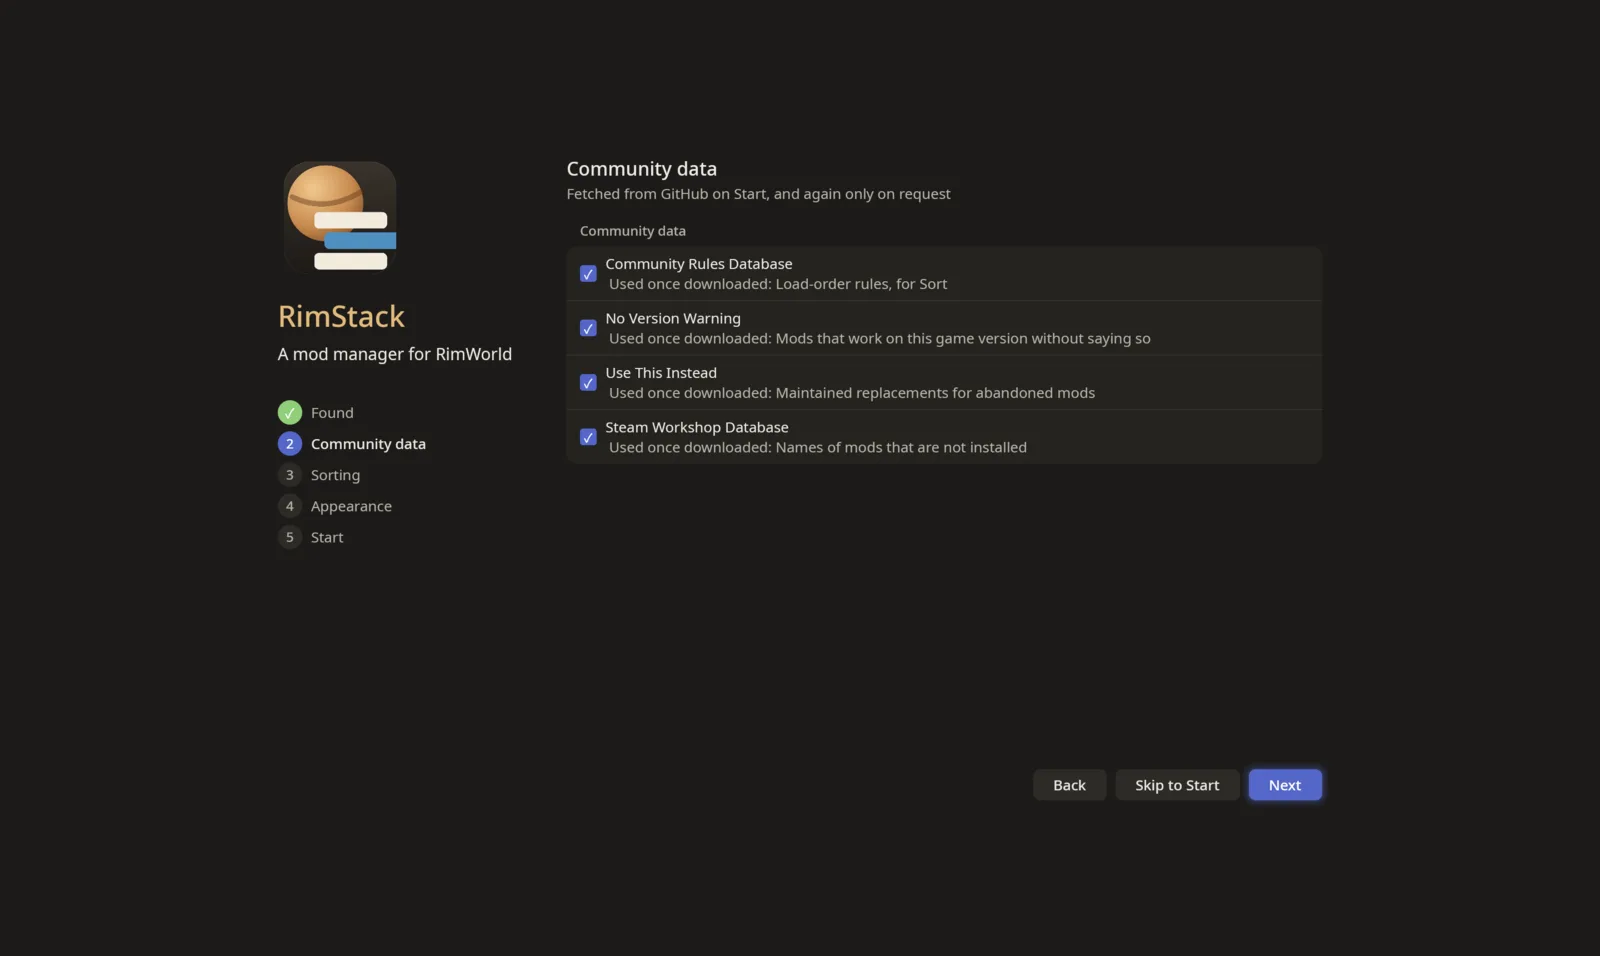 RimStack
A mod manager for RimWorld
✓ Found
2 Community data
3 Sorting
4 Appearance
5 Start
Community data
Fetched from GitHub on Start, and again only on request
Community data
Community Rules Database
Used once downloaded: Load-order rules, for Sort
No Version Warning
Used once downloaded: Mods that work on this game version without saying so
Use This Instead
Used once downloaded: Maintained replacements for abandoned mods
Steam Workshop Database
Used once downloaded: Names of mods that are not installed
Back
Skip to Start
Next